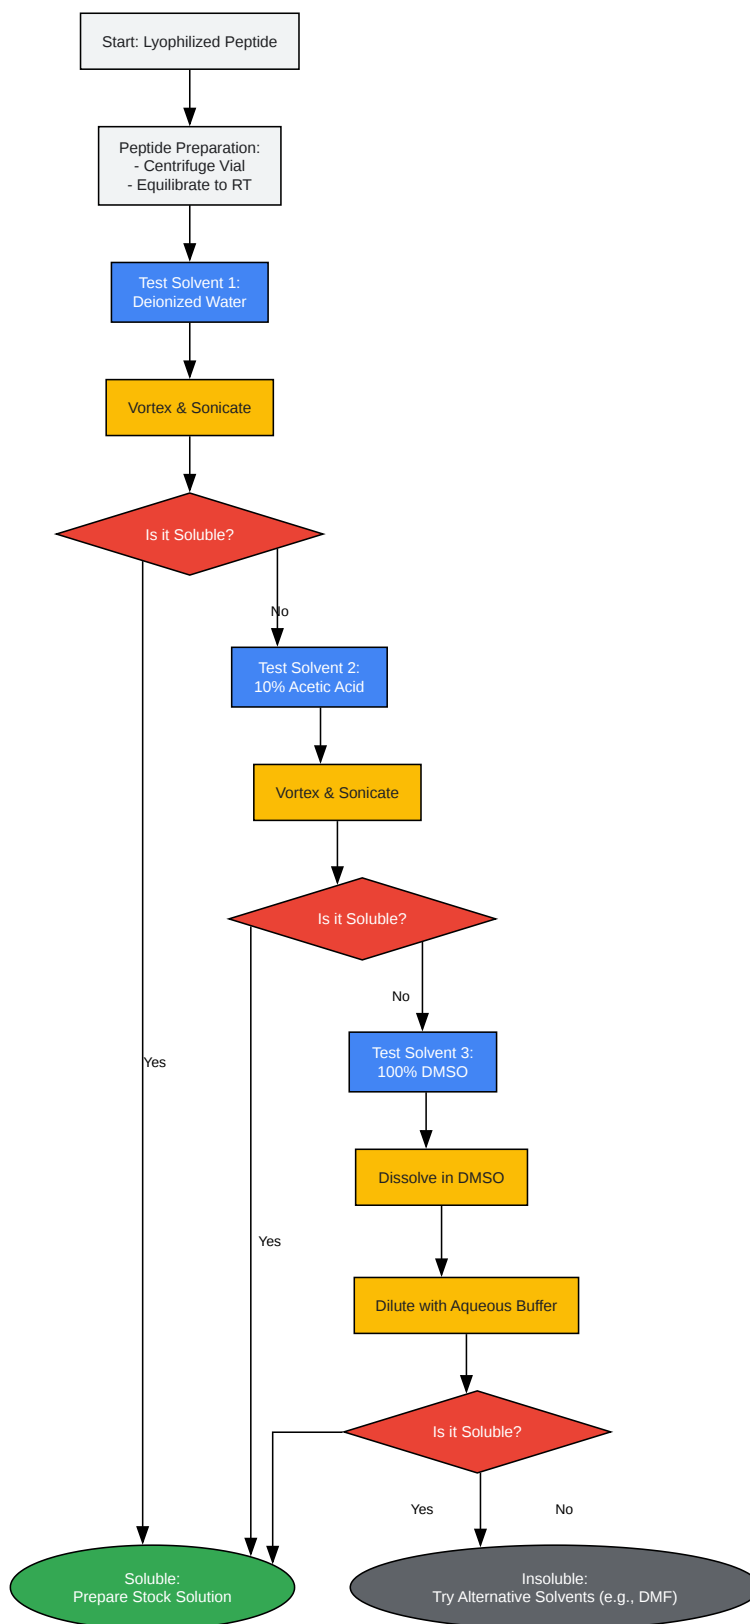 Start: Lyophilized Peptide
Peptide Preparation:
- Centrifuge Vial
- Equilibrate to RT
Test Solvent 1:
Deionized Water
Vortex & Sonicate
Is it Soluble?
No
Test Solvent 2:
10% Acetic Acid
Vortex & Sonicate
Is it Soluble?
No
Test Solvent 3:
100% DMSO
Yes
Dissolve in DMSO
Yes
Dilute with Aqueous Buffer
Is it Soluble?
Yes
No
Soluble:
Prepare Stock Solution
Insoluble:
Try Alternative Solvents (e.g., DMF)